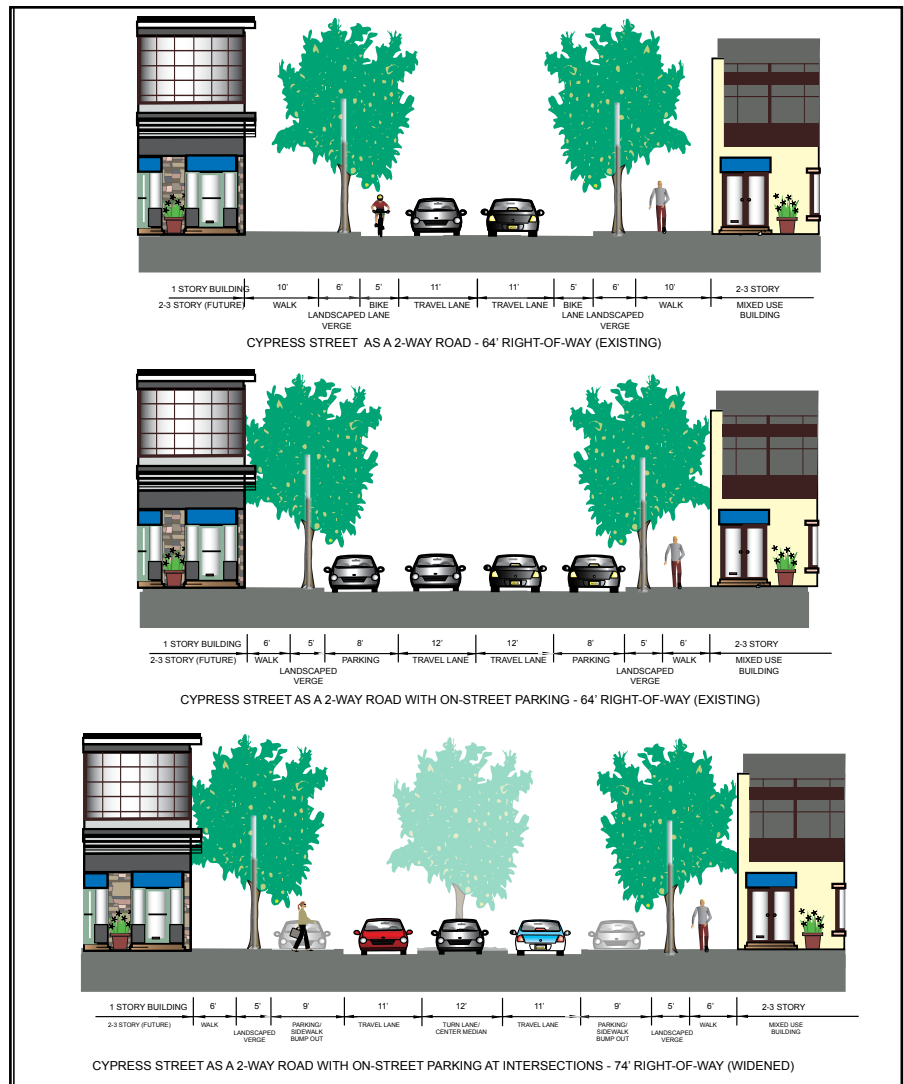 1 STORY BUILDING 10' 6' 5' 11' 11' 5' 6' 10' 2-3 STORY
2-3 STORY (FUTURE) WALK LANDSCAPED VERGE BIKE LANE TRAVEL LANE TRAVEL LANE BIKE LANE LANDSCAPED VERGE WALK MIXED USE BUILDING
CYPRESS STREET AS A 2-WAY ROAD - 64' RIGHT-OF-WAY (EXISTING)
1 STORY BUILDING 6' 5' 8' 12' 12' 8' 5' 6' 2-3 STORY
2-3 STORY (FUTURE) WALK LANDSCAPED VERGE PARKING TRAVEL LANE TRAVEL LANE PARKING LANDSCAPED VERGE WALK MIXED USE BUILDING
CYPRESS STREET AS A 2-WAY ROAD WITH ON-STREET PARKING - 64' RIGHT-OF-WAY (EXISTING)
1 STORY BUILDING 6' 5' 9' 11' 12' 11' 9' 5' 6' 2-3 STORY
2-3 STORY (FUTURE) WALK LANDSCAPED VERGE PARKING/ SIDEWALK BUMP OUT TRAVEL LANE TURN LANE/ CENTER MEDIAN TRAVEL LANE PARKING/ SIDEWALK BUMP OUT LANDSCAPED VERGE WALK MIXED USE BUILDING
CYPRESS STREET AS A 2-WAY ROAD WITH ON-STREET PARKING AT INTERSECTIONS - 74' RIGHT-OF-WAY (WIDENED)